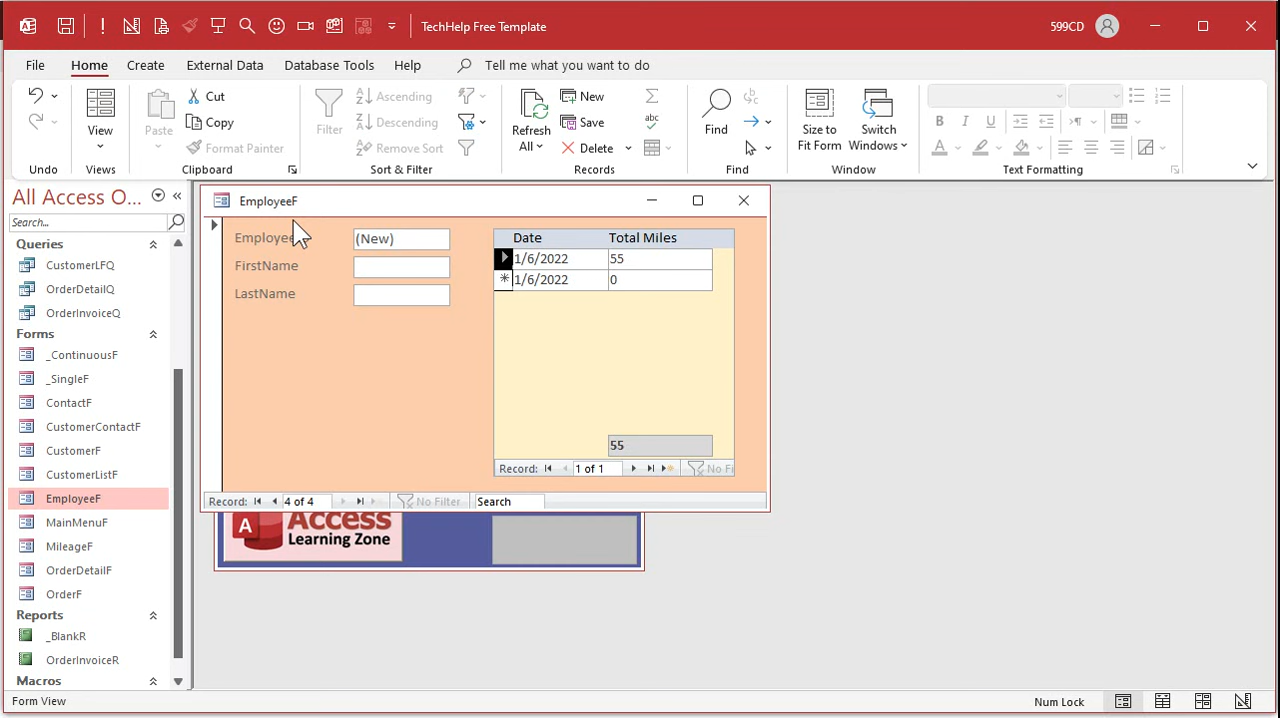 TechHelp Free Template
599CD
File
Home
Create
External Data
Database Tools
Help
Tell me what you want to do
View
Paste
Cut
Copy
Format Painter
Filter
Ascending
Descending
Remove Sort
Refresh
All
New
Save
Delete
Find
Size to
Fit Form
Switch
Windows
B I U
A
Undo
Views
Clipboard
Sort & Filter
Records
Find
Window
Text Formatting
All Access O...
Search...
Queries
CustomerLFQ
OrderDetailQ
OrderInvoiceQ
Forms
_ContinuousF
_SingleF
ContactF
CustomerContactF
CustomerF
CustomerListF
EmployeeF
MainMenuF
MileageF
OrderDetailF
OrderF
Reports
_BlankR
OrderInvoiceR
Macros
EmployeeF
(New)
FirstName
LastName
Date Total Miles
1/6/2022 55
1/6/2022 0
55
Record: 1 of 1
Record: 4 of 4 No Filter Search
A Access
Learning Zone
Form View
Num Lock